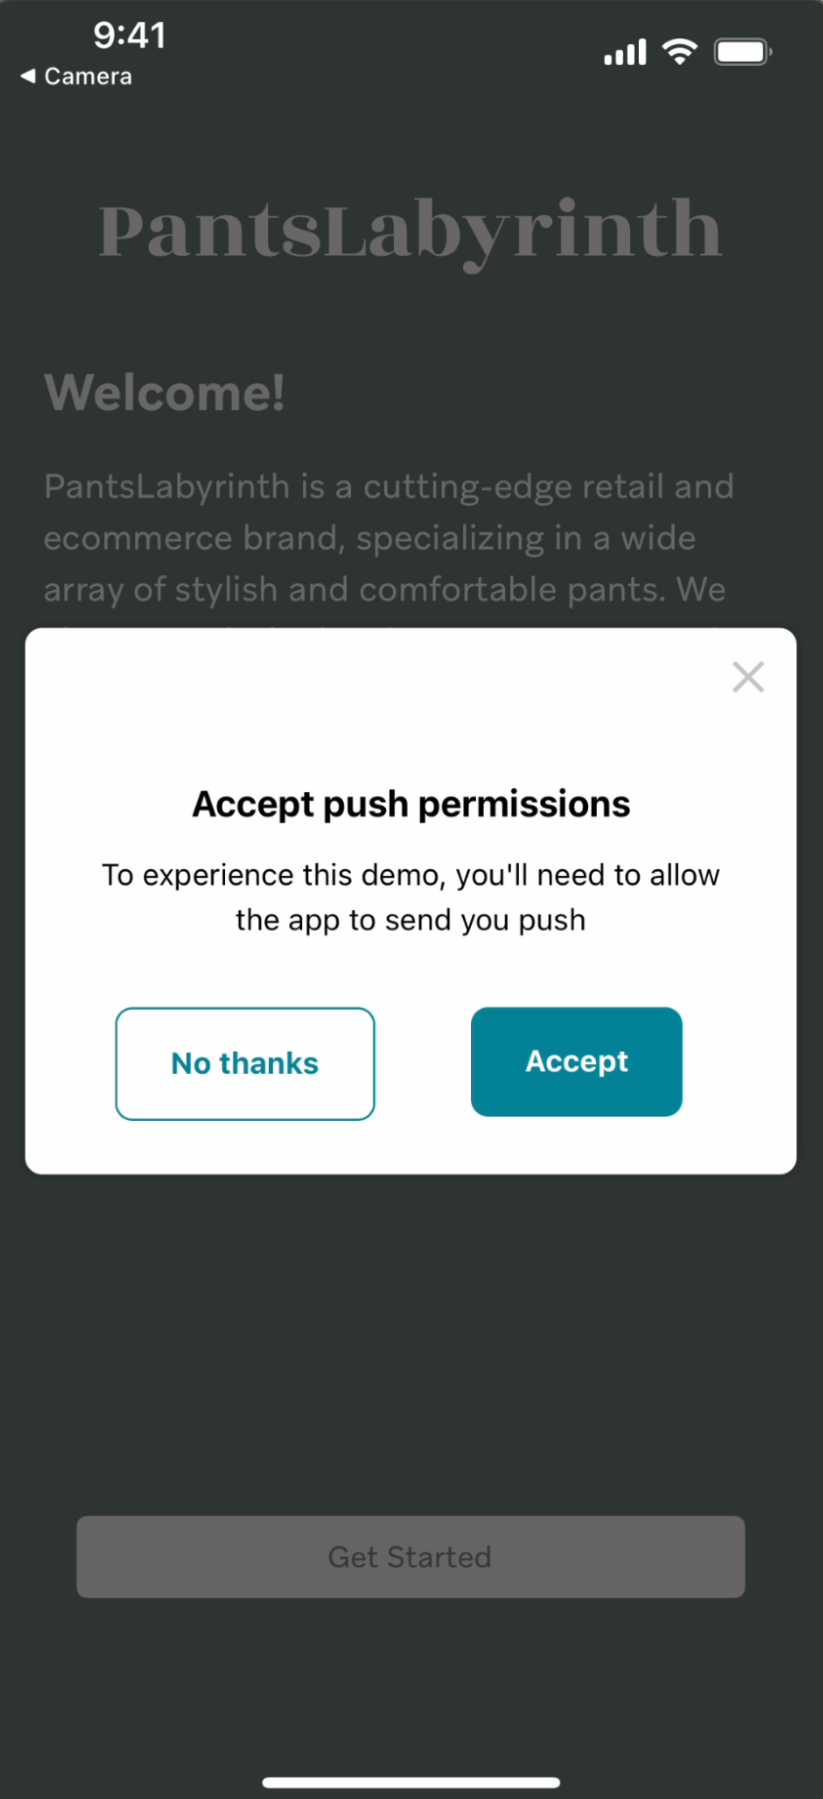 9:41
◀ Camera
PantsLabyrinth
Welcome!
PantsLabyrinth is a cutting-edge retail and
ecommerce brand, specializing in a wide
array of stylish and comfortable pants. We
Accept push permissions
To experience this demo, you'll need to allow
the app to send you push
No thanks
Accept
Get Started